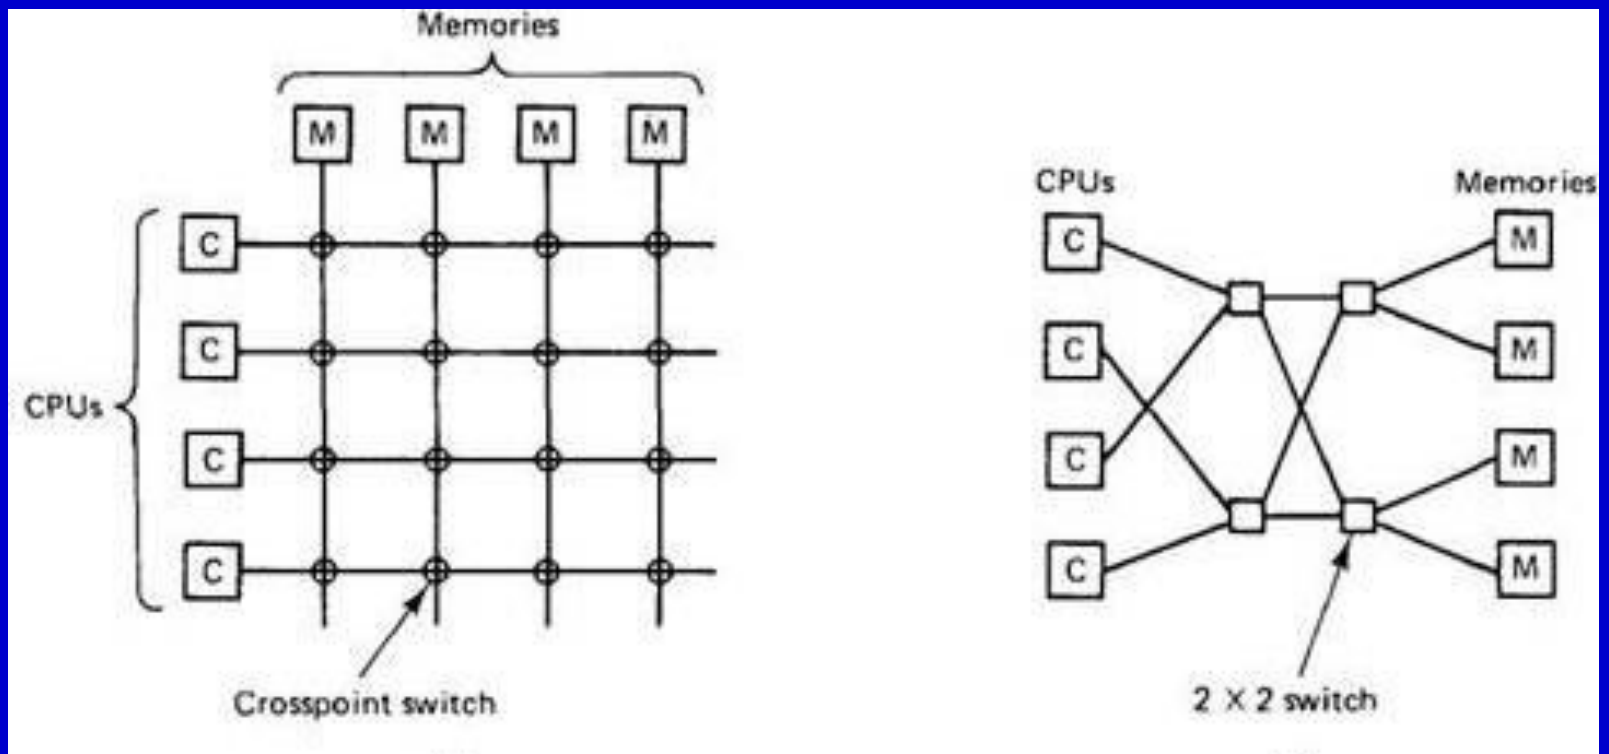 Memories
M M M M
C
C
CPUs
C
C
Crosspoint switch
CPUs Memories
C M
C M
C M
C M
2 X 2 switch